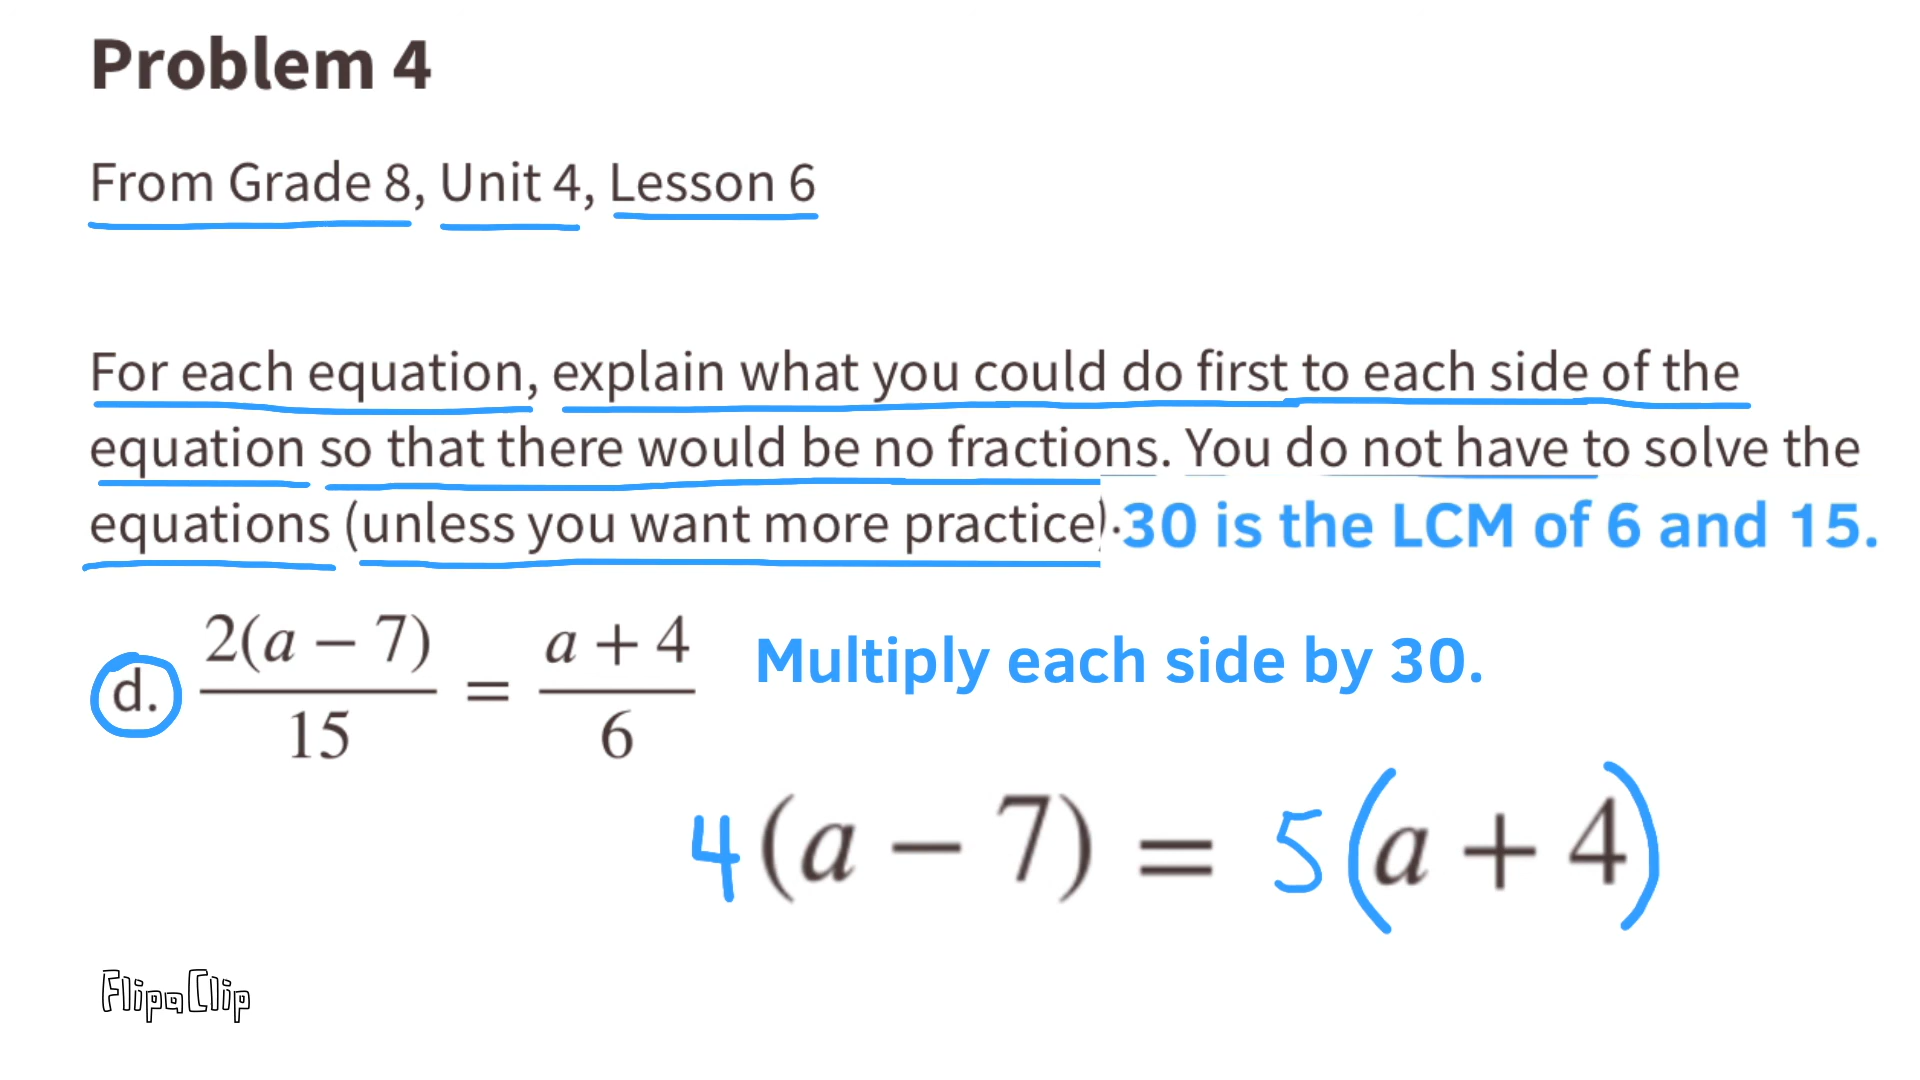 Problem 4
From Grade 8, Unit 4, Lesson 6
For each equation, explain what you could do first to each side of the
equation so that there would be no fractions. You do not have to solve the
equations (unless you want more practice).
30 is the LCM of 6 and 15.
d. 2(a − 7)/15 = a + 4/6
Multiply each side by 30.
4(a − 7) = 5(a + 4)
FlipaClip